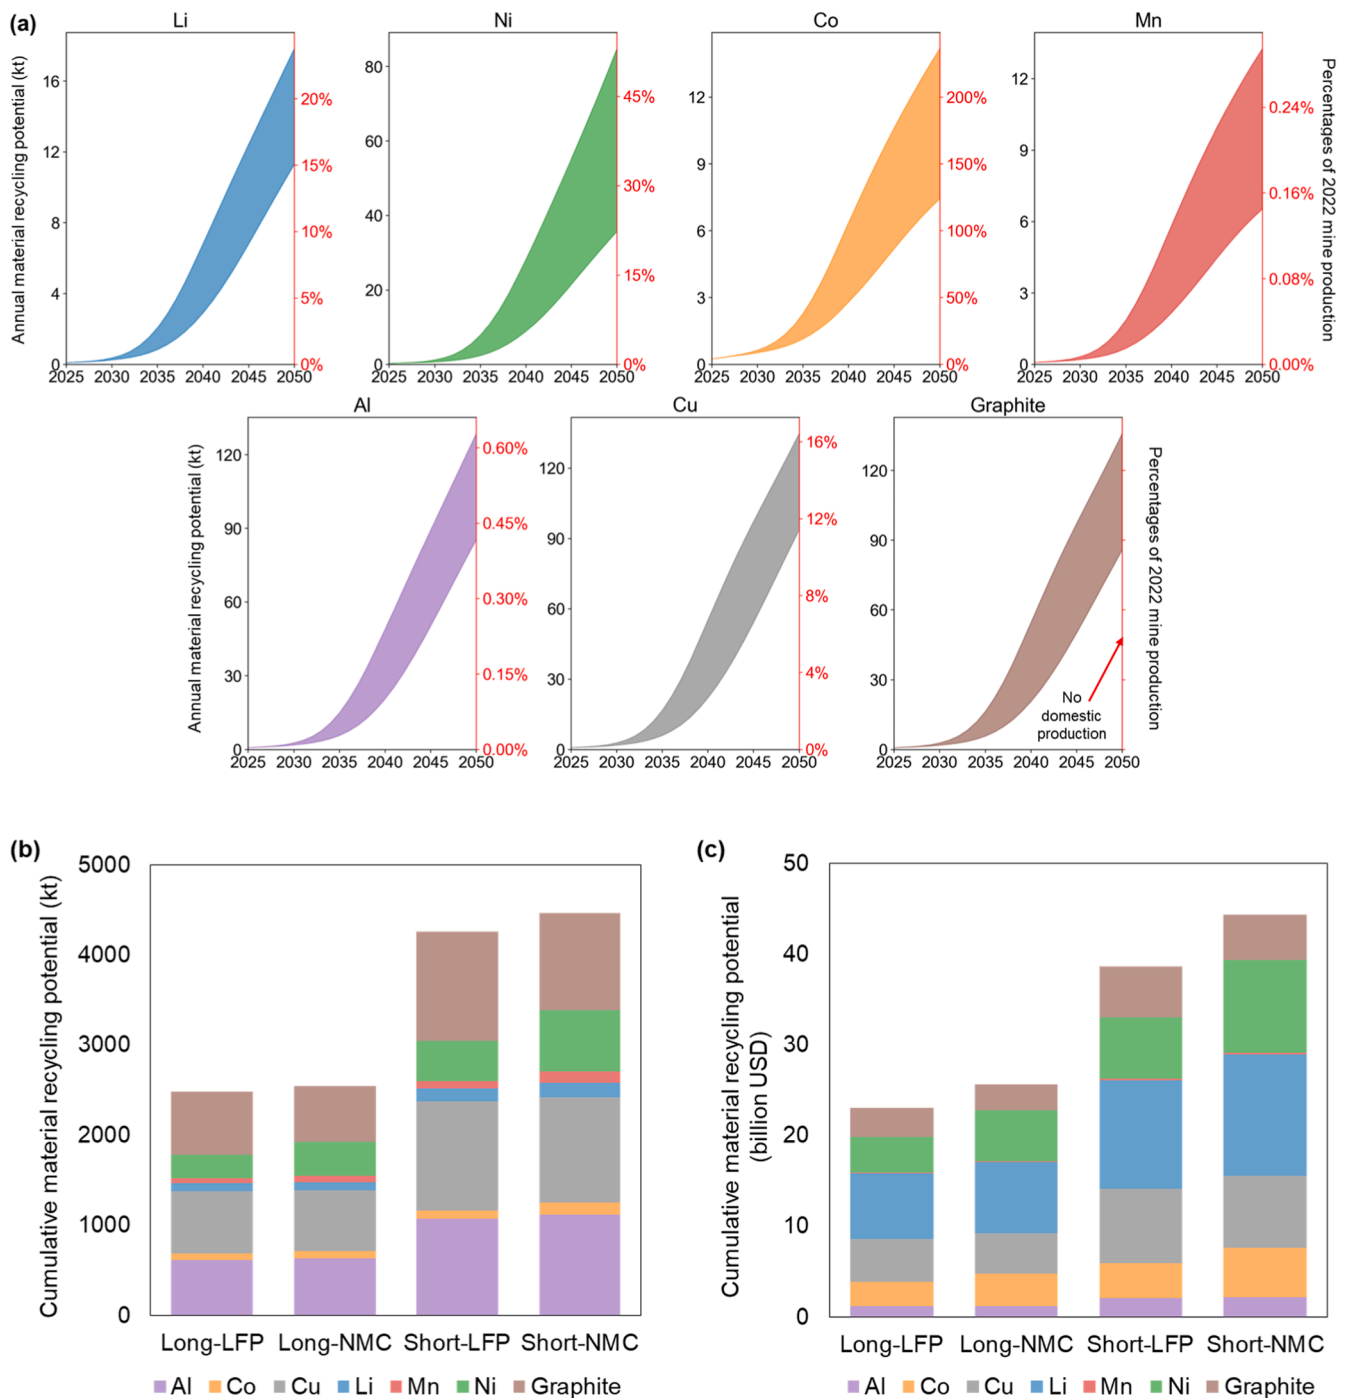 (a)
Li
Ni
Co
Mn
Annual material recycling potential (kt)
16
12
8
4
0
20%
15%
10%
5%
0%
2025 2030 2035 2040 2045 2050
80
60
40
20
0
45%
30%
15%
0%
2025 2030 2035 2040 2045 2050
12
9
6
3
0
200%
150%
100%
50%
0%
2025 2030 2035 2040 2045 2050
12
9
6
3
0
0.24%
0.16%
0.08%
0.00%
2025 2030 2035 2040 2045 2050
Percentages of 2022 mine production
Al
Cu
Graphite
Annual material recycling potential (kt)
120
90
60
30
0
0.60%
0.45%
0.30%
0.15%
0.00%
2025 2030 2035 2040 2045 2050
120
90
60
30
0
16%
12%
8%
4%
0%
2025 2030 2035 2040 2045 2050
120
90
60
30
0
No
domestic
production
2025 2030 2035 2040 2045 2050
Percentages of 2022 mine production
(b)
Cumulative material recycling potential (kt)
5000
4000
3000
2000
1000
0
Long-LFP Long-NMC Short-LFP Short-NMC
Al Co Cu Li Mn Ni Graphite
(c)
Cumulative material recycling potential
(billion USD)
50
40
30
20
10
0
Long-LFP Long-NMC Short-LFP Short-NMC
Al Co Cu Li Mn Ni Graphite